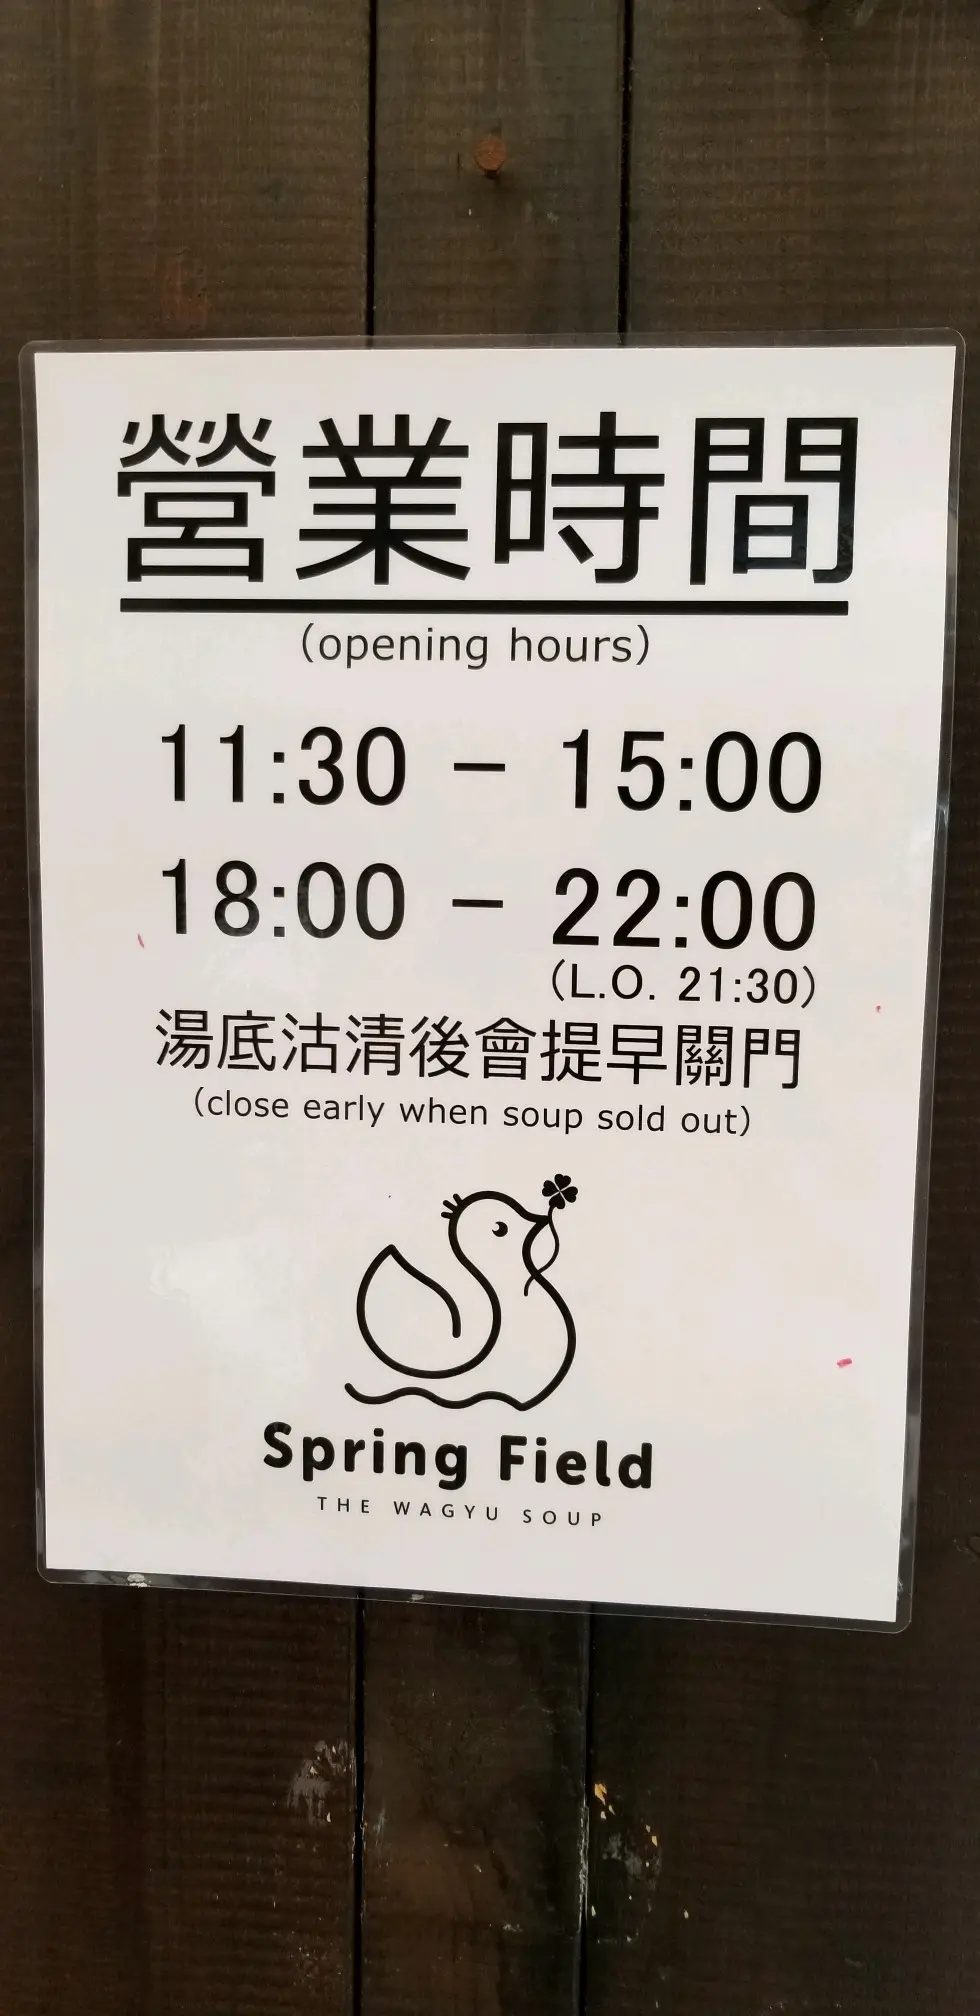 營業時間
(opening hours)
11:30 - 15:00
18:00 - 22:00
(L.O. 21:30)
湯底沽清後會提早關門
(close early when soup sold out)
Spring Field
THE WAGYU SOUP